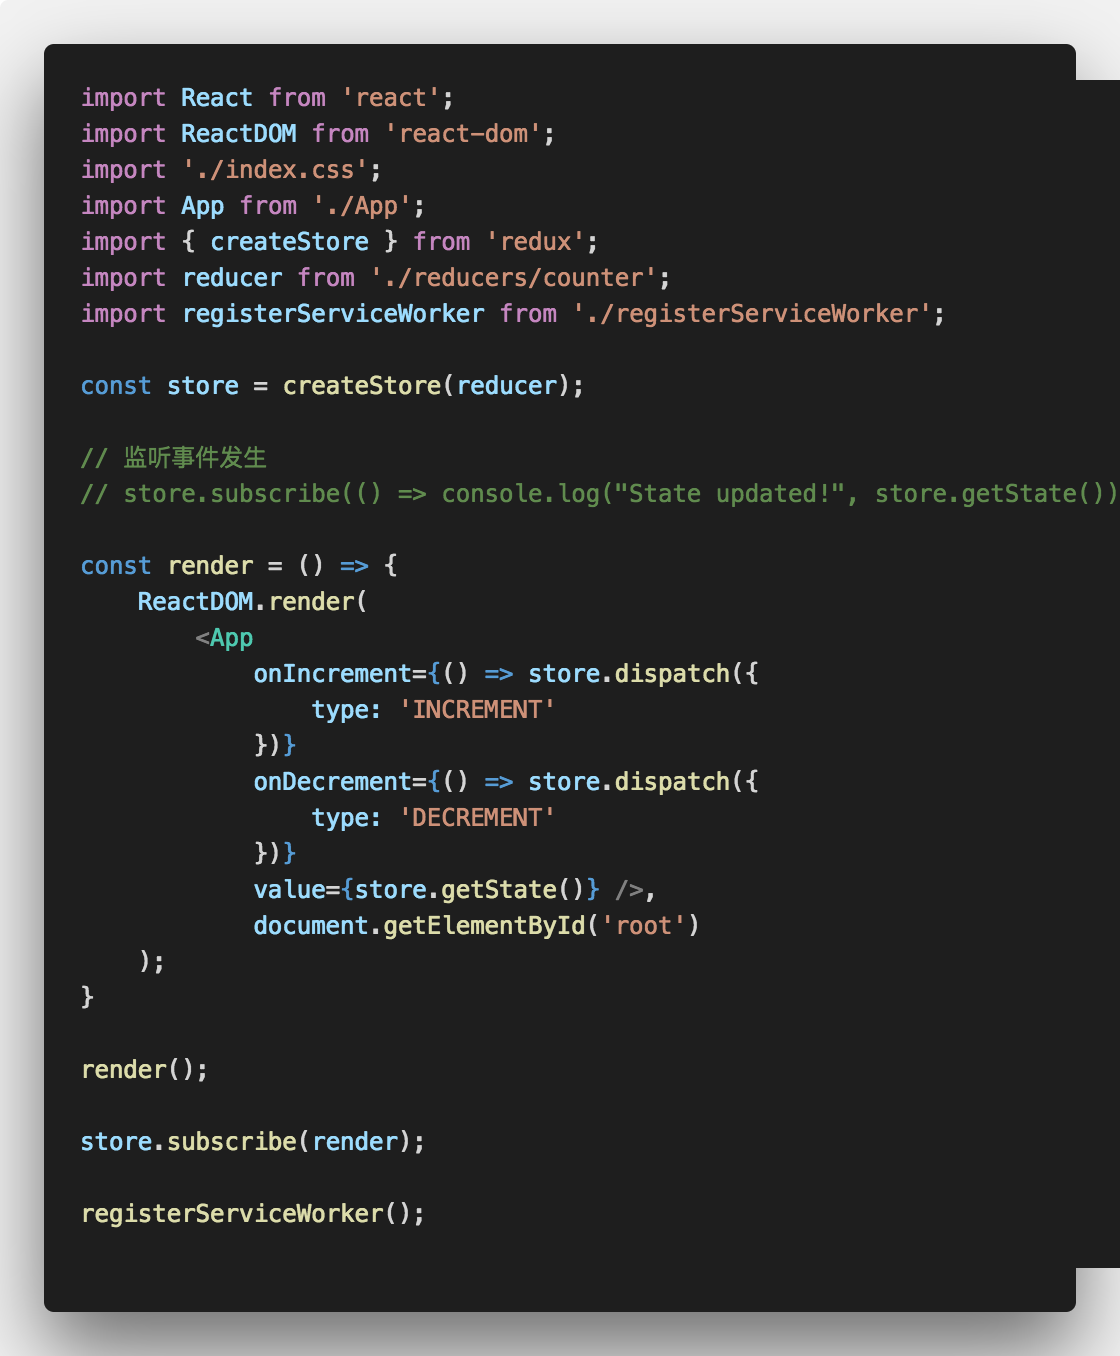 import React from 'react';
import ReactDOM from 'react-dom';
import './index.css';
import App from './App';
import { createStore } from 'redux';
import reducer from './reducers/counter';
import registerServiceWorker from './registerServiceWorker';

const store = createStore(reducer);

// 监听事件发生
// store.subscribe(() => console.log("State updated!", store.getState())

const render = () => {
    ReactDOM.render(
        <App
            onIncrement={() => store.dispatch({
                type: 'INCREMENT'
            })}
            onDecrement={() => store.dispatch({
                type: 'DECREMENT'
            })}
            value={store.getState()} />,
            document.getElementById('root')
    );
}

render();

store.subscribe(render);

registerServiceWorker();